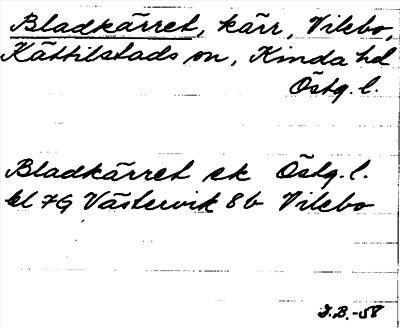 Bladkärret, kärr, Vilebo,
Kättilstads sn, Kinda hd
Östg. l.
Bladkärret ek Östg. l.
bl 7G Västervik 8b Vilebo
J.B.-58